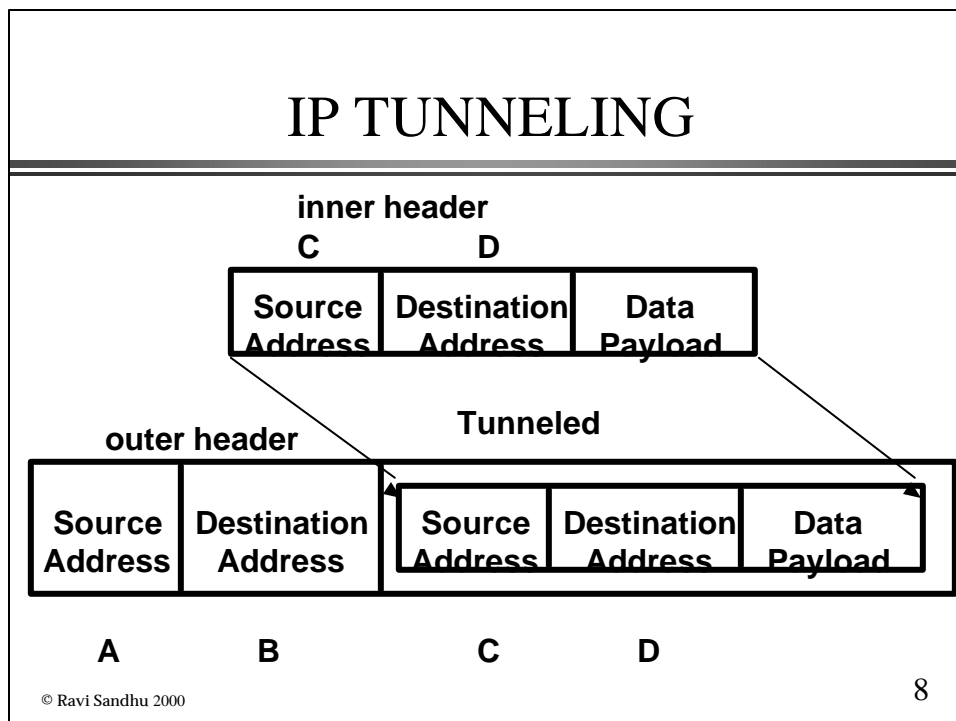 IP TUNNELING
inner header
C D
Source Destination Data
Address Address Payload
Tunneled
outer header
Source Destination Source Destination Data
Address Address Address Address Payload
A B C D
© Ravi Sandhu 2000 8